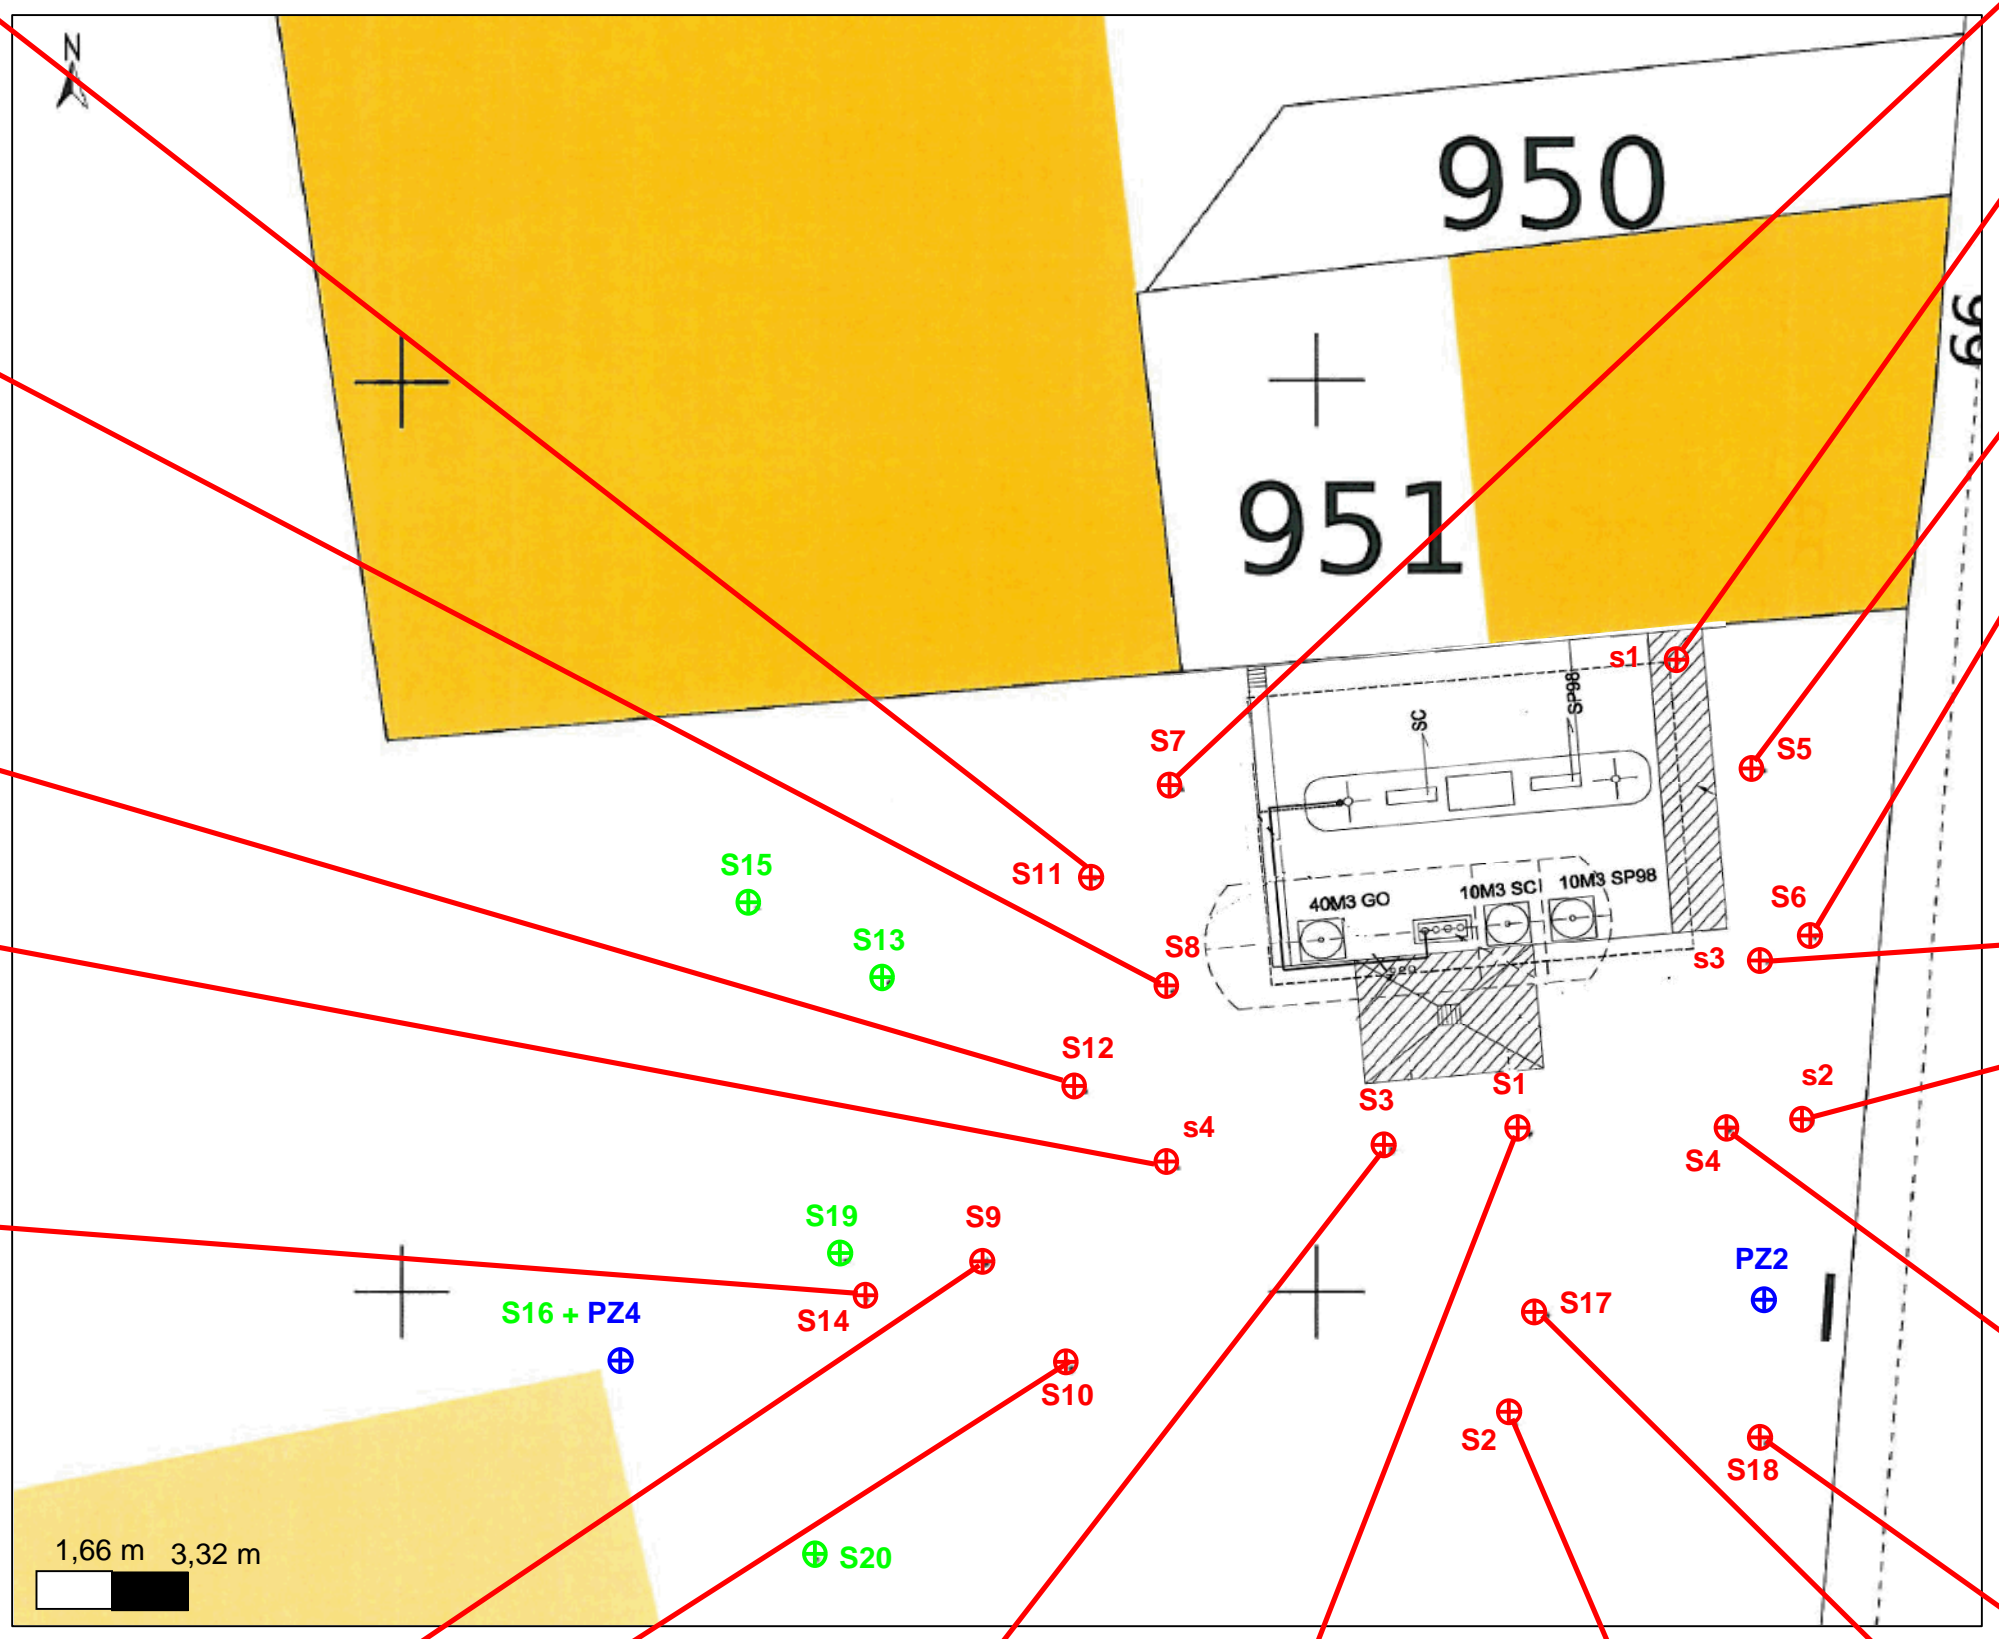 N
950
99
951
s1
SP98
SC
S7
S5
S15
S11
40M3 GO
10M3 SC
10M3 SP98
S6
S13
S8
s3
S12
s2
S1
S3
s4
S4
S19
S9
PZ2
S16 + PZ4
S14
S17
S10
S2
S18
1,66 m 3,32 m
S20